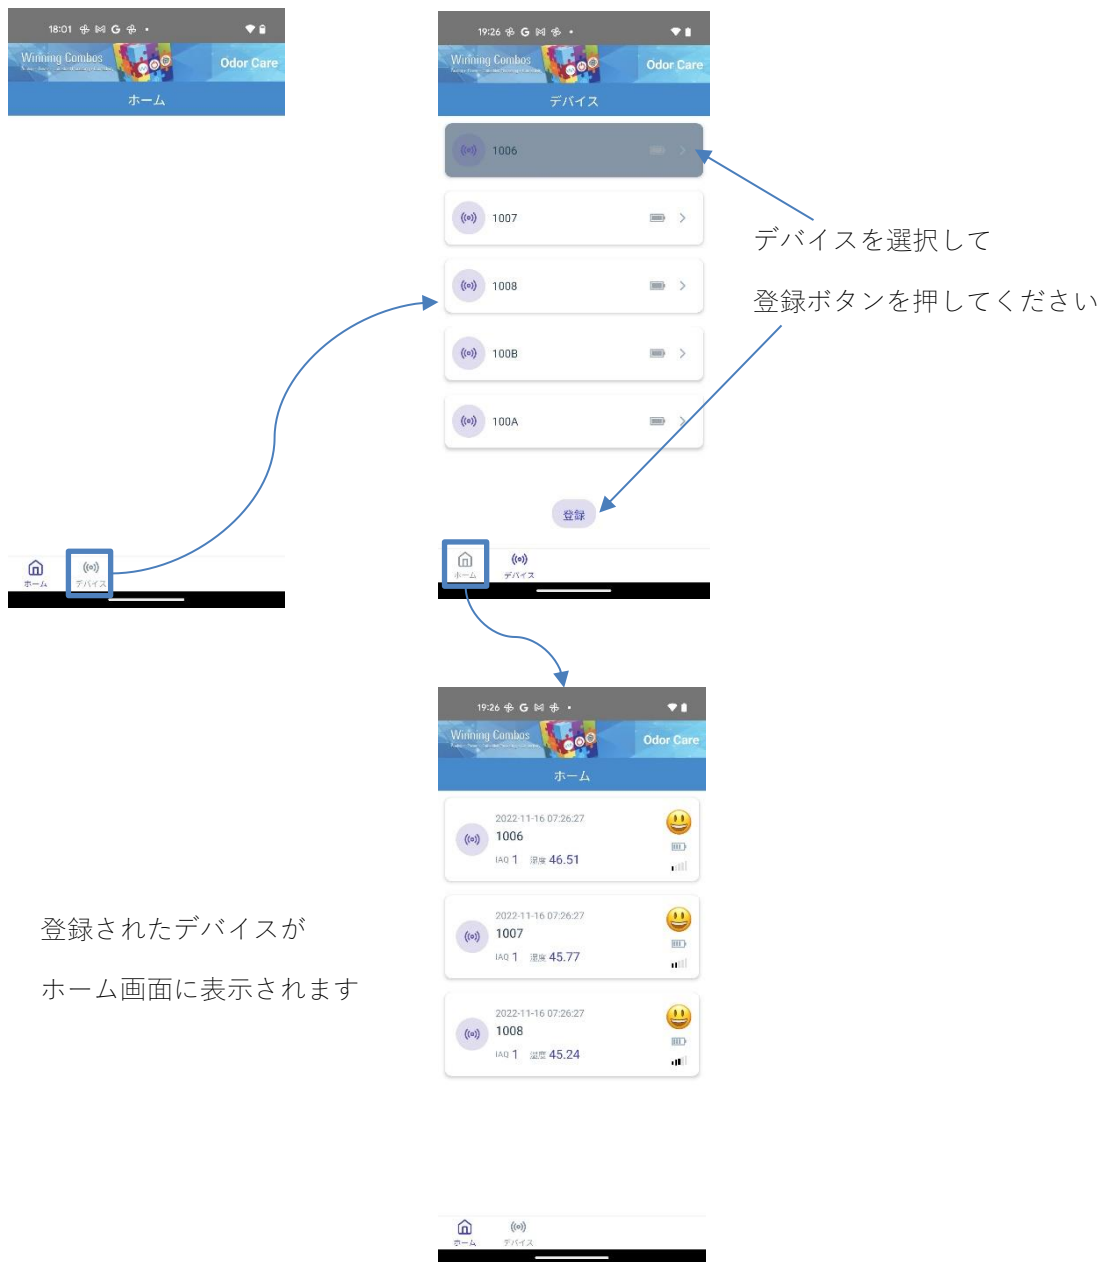 18:01
Winning Combos
Odor Care
ホーム
ホーム
デバイス
19:26
Winning Combos
Odor Care
デバイス
1006
1007
1008
100B
100A
登録
ホーム
デバイス
デバイスを選択して
登録ボタンを押してください
19:26
Winning Combos
Odor Care
ホーム
2022-11-16 07:26:27
1006
IAQ 1 湿度 46.51
2022-11-16 07:26:27
1007
IAQ 1 湿度 45.77
2022-11-16 07:26:27
1008
IAQ 1 湿度 45.24
ホーム
デバイス
登録されたデバイスが
ホーム画面に表示されます